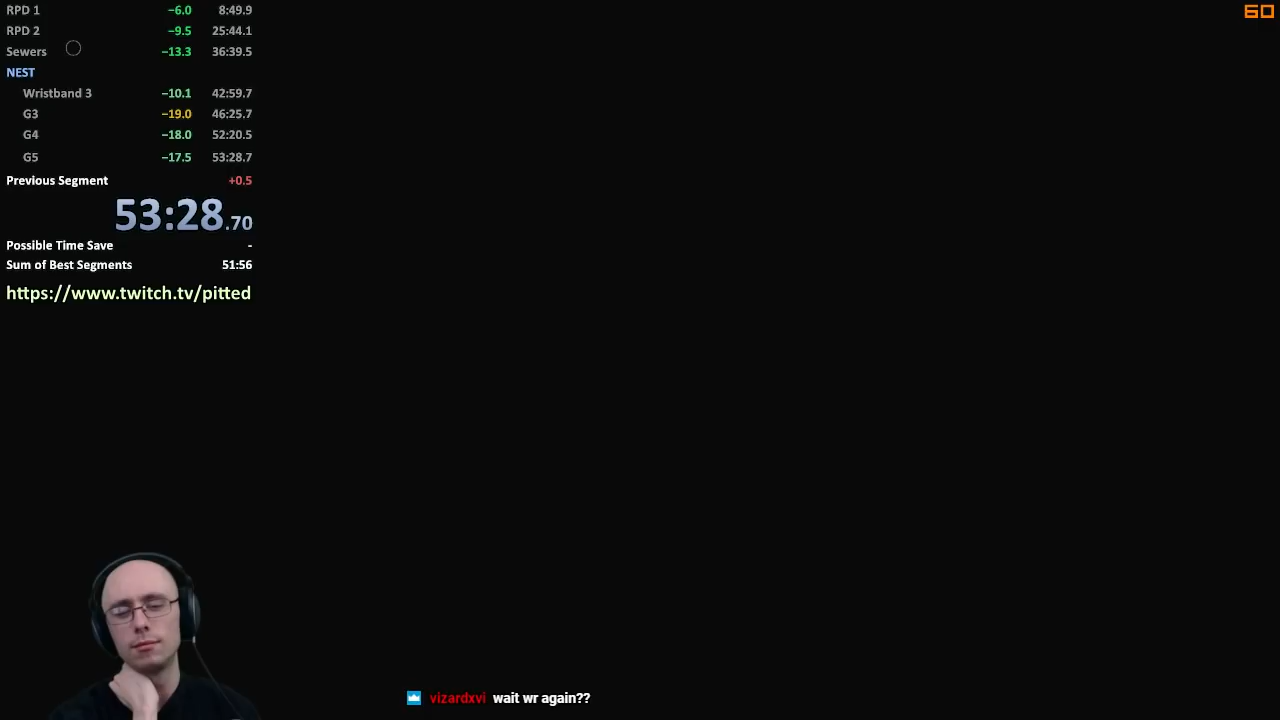 RPD 1 −6.0 8:49.9
60
RPD 2 −9.5 25:44.1
Sewers −13.3 36:39.5
NEST
Wristband 3 −10.1 42:59.7
G3 −19.0 46:25.7
G4 −18.0 52:20.5
G5 −17.5 53:28.7
Previous Segment +0.5
53:28.70
Possible Time Save -
Sum of Best Segments 51:56
https://www.twitch.tv/pitted
vizardxvi wait wr again??